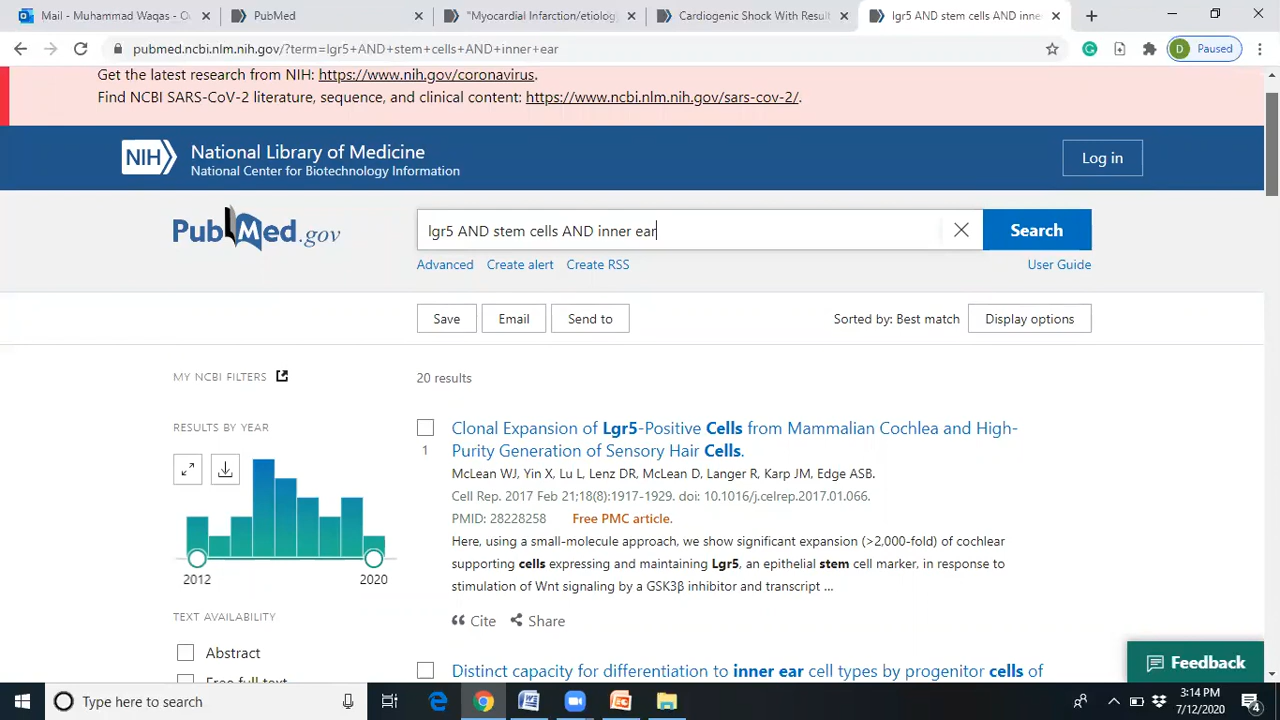 Mail - Muhammad Waqas - O
PubMed
"Myocardial Infarction/etiolog
Cardiogenic Shock With Result
lgr5 AND stem cells AND inne
pubmed.ncbi.nlm.nih.gov/?term=lgr5+AND+stem+cells+AND+inner+ear
D Paused
Get the latest research from NIH: https://www.nih.gov/coronavirus.
Find NCBI SARS-CoV-2 literature, sequence, and clinical content: https://www.ncbi.nlm.nih.gov/sars-cov-2/.
NIH National Library of Medicine
National Center for Biotechnology Information
Log in
PubMed.gov
lgr5 AND stem cells AND inner ear
Search
Advanced Create alert Create RSS
User Guide
Save Email Send to
Sorted by: Best match Display options
MY NCBI FILTERS
20 results
RESULTS BY YEAR
2012 2020
TEXT AVAILABILITY
Abstract
Free full text
1
Clonal Expansion of Lgr5-Positive Cells from Mammalian Cochlea and High-
Purity Generation of Sensory Hair Cells.
McLean WJ, Yin X, Lu L, Lenz DR, McLean D, Langer R, Karp JM, Edge ASB.
Cell Rep. 2017 Feb 21;18(8):1917-1929. doi: 10.1016/j.celrep.2017.01.066.
PMID: 28228258 Free PMC article.
Here, using a small-molecule approach, we show significant expansion (>2,000-fold) of cochlear
supporting cells expressing and maintaining Lgr5, an epithelial stem cell marker, in response to
stimulation of Wnt signaling by a GSK3β inhibitor and transcript ...
Cite Share
Distinct capacity for differentiation to inner ear cell types by progenitor cells of
Feedback
Type here to search
3:14 PM
7/12/2020
4